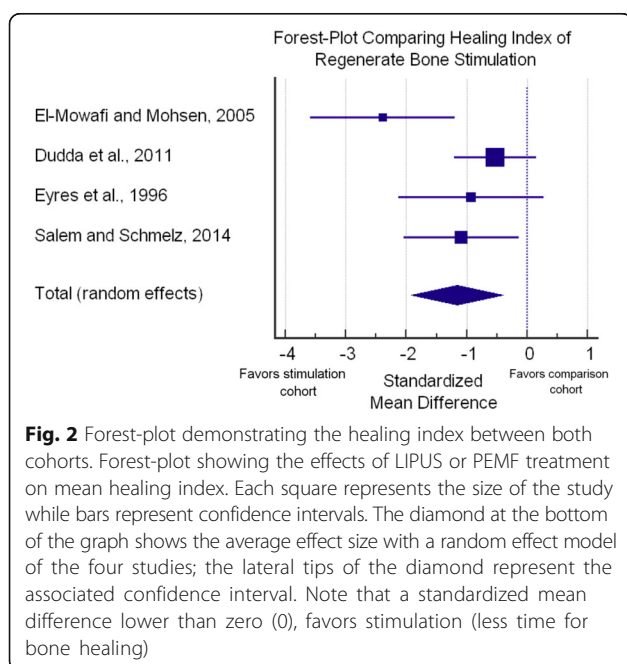 Forest-Plot Comparing Healing Index of
Regenerate Bone Stimulation
El-Mowafi and Mohsen, 2005
Dudda et al., 2011
Eyres et al., 1996
Salem and Schmelz, 2014
Total (random effects)
-4 -3 -2 -1 0 1
Favors stimulation
cohort
Standardized
Mean Difference
Favors comparison
cohort
Fig. 2 Forest-plot demonstrating the healing index between both
cohorts. Forest-plot showing the effects of LIPUS or PEMF treatment
on mean healing index. Each square represents the size of the study
while bars represent confidence intervals. The diamond at the bottom
of the graph shows the average effect size with a random effect model
of the four studies; the lateral tips of the diamond represent the
associated confidence interval. Note that a standardized mean
difference lower than zero (0), favors stimulation (less time for
bone healing)